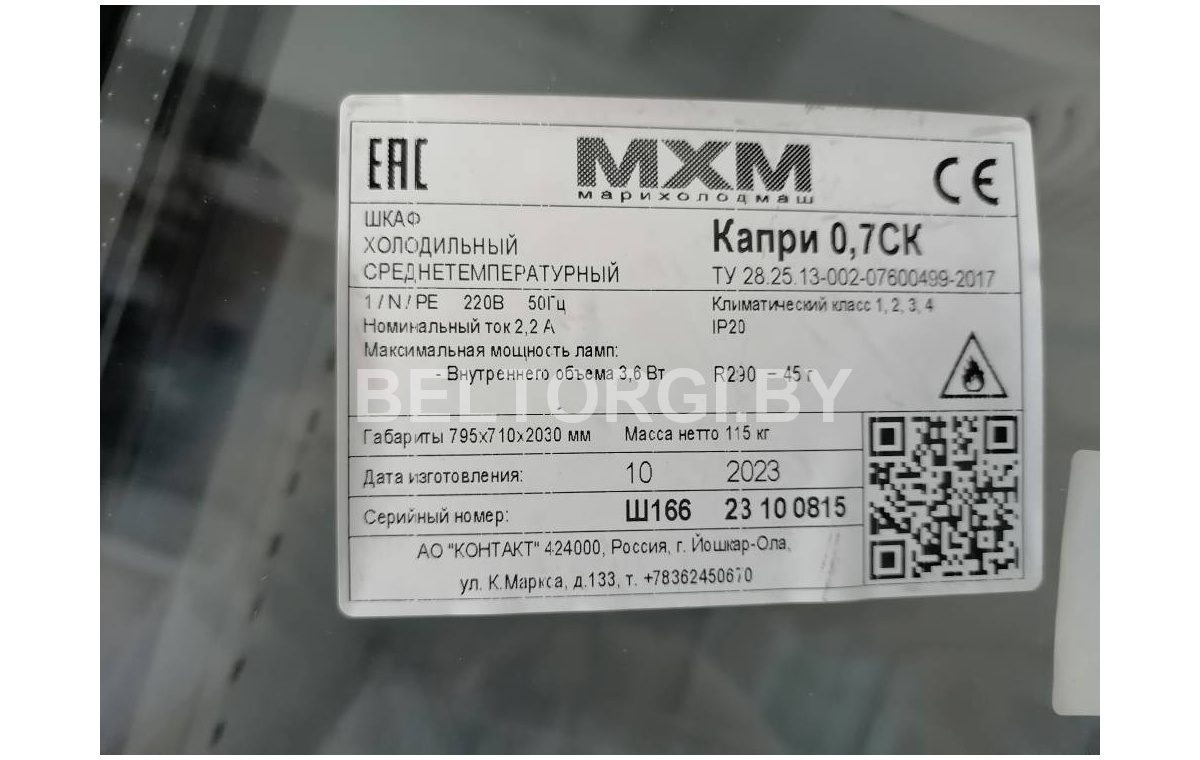 EAC
МХМ
марихолодмаш
CE
ШКАФ
ХОЛОДИЛЬНЫЙ
СРЕДНЕТЕМПЕРАТУРНЫЙ
Капри 0,7СК
ТУ 28.25.13-002-07600499-2017
1/N/PE 220В 50Гц
Номинальный ток 2,2 А
Максимальная мощность ламп:
- Внутреннего объема 3,6 Вт
Климатический класс 1, 2, 3, 4
IP20
R290 – 45 г
BELTORGI.BY
Габариты 795х710х2030 мм Масса нетто 115 кг
Дата изготовления: 10 2023
Серийный номер: Ш166 23 10 0815
АО "КОНТАКТ" 424000, Россия, г. Йошкар-Ола,
ул. К.Маркса, д.133, т. +78362450670